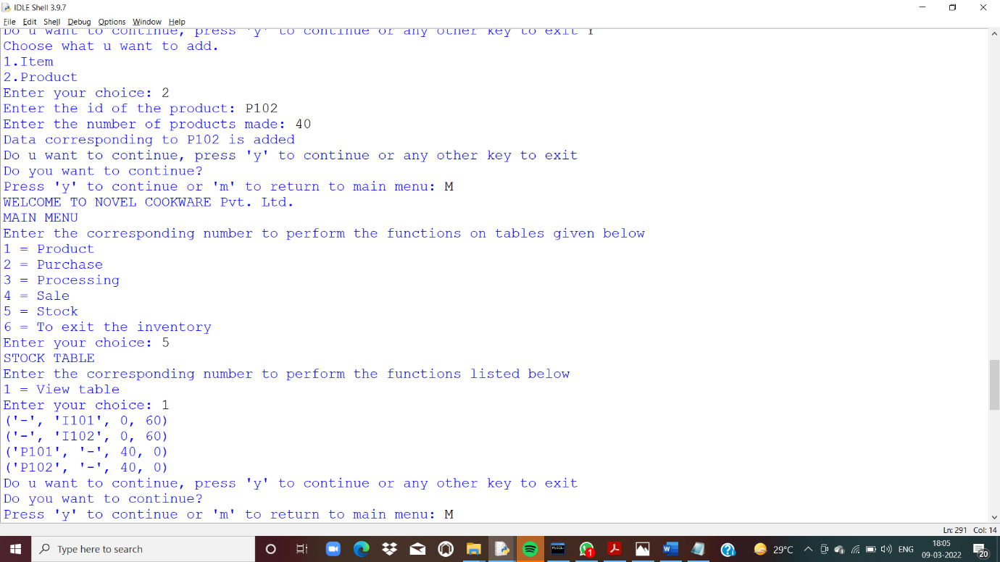 IDLE Shell 3.9.7
File Edit Shell Debug Options Window Help
Do u want to continue, press 'y' to continue or any other key to exit Y
Choose what u want to add.
1.Item
2.Product
Enter your choice: 2
Enter the id of the product: P102
Enter the number of products made: 40
Data corresponding to P102 is added
Do u want to continue, press 'y' to continue or any other key to exit
Do you want to continue?
Press 'y' to continue or 'm' to return to main menu: M
WELCOME TO NOVEL COOKWARE Pvt. Ltd.
MAIN MENU
Enter the corresponding number to perform the functions on tables given below
1 = Product
2 = Purchase
3 = Processing
4 = Sale
5 = Stock
6 = To exit the inventory
Enter your choice: 5
STOCK TABLE
Enter the corresponding number to perform the functions listed below
1 = View table
Enter your choice: 1
('-', 'I101', 0, 60)
('-', 'I102', 0, 60)
('P101', '-', 40, 0)
('P102', '-', 40, 0)
Do u want to continue, press 'y' to continue or any other key to exit
Do you want to continue?
Press 'y' to continue or 'm' to return to main menu: M
Ln: 291 Col: 14
Type here to search
1
29°C
ENG
18:05
09-03-2022
20